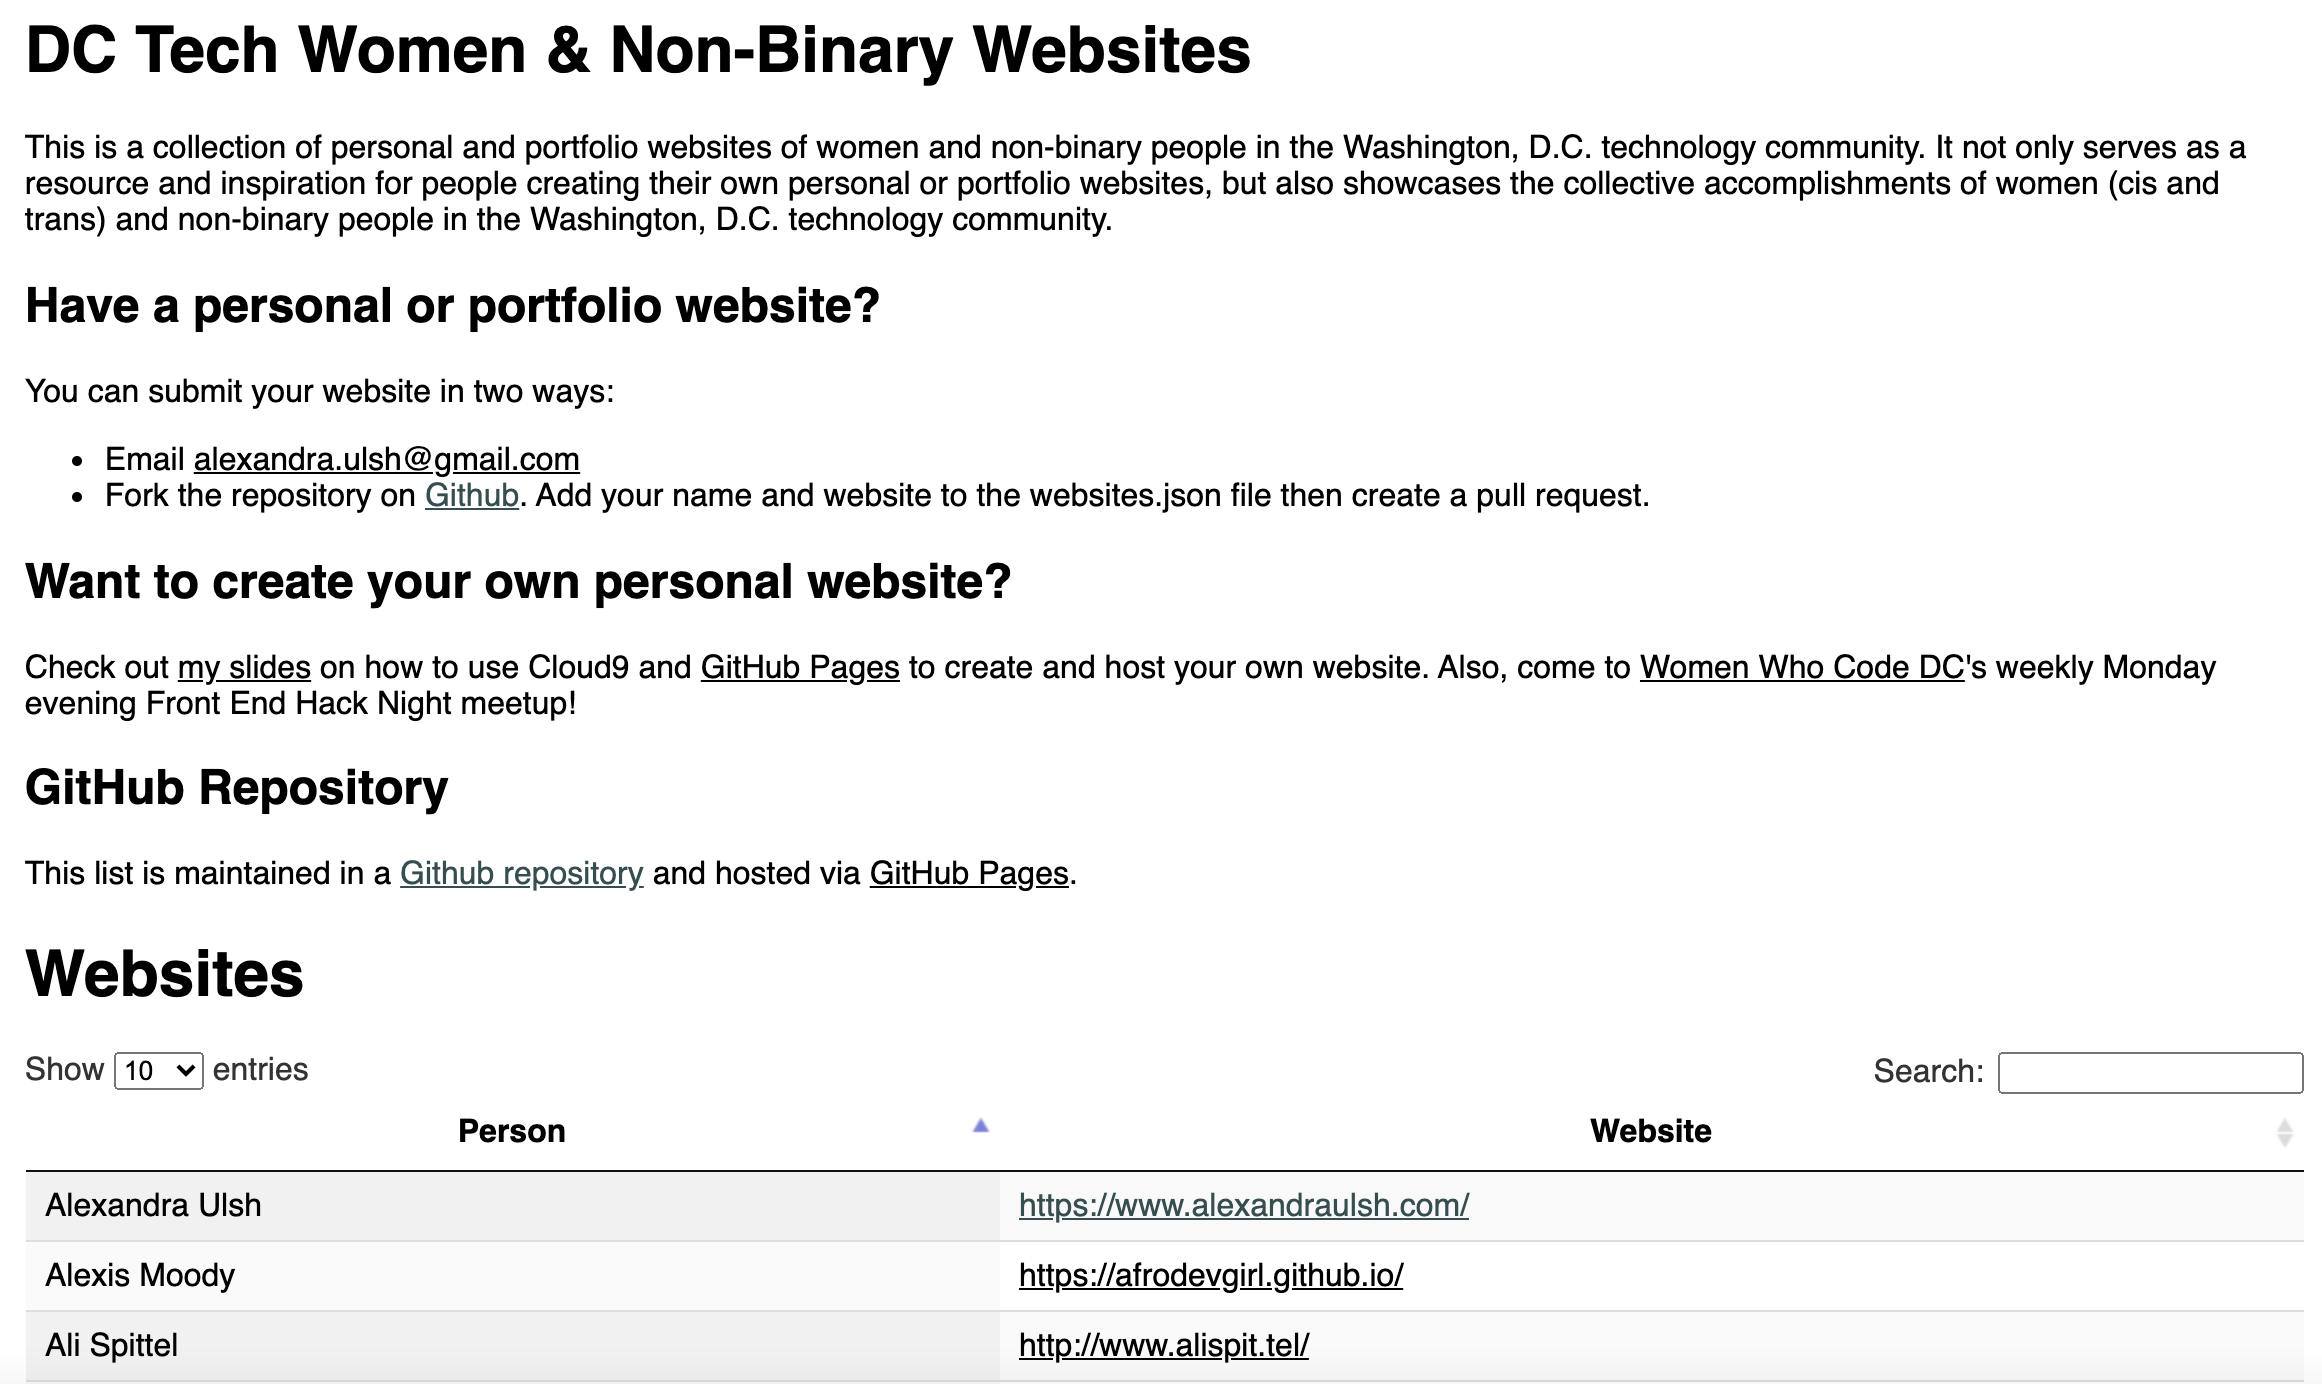 DC Tech Women & Non-Binary Websites
This is a collection of personal and portfolio websites of women and non-binary people in the Washington, D.C. technology community. It not only serves as a
resource and inspiration for people creating their own personal or portfolio websites, but also showcases the collective accomplishments of women (cis and
trans) and non-binary people in the Washington, D.C. technology community.
Have a personal or portfolio website?
You can submit your website in two ways:
• Email alexandra.ulsh@gmail.com
• Fork the repository on Github. Add your name and website to the websites.json file then create a pull request.
Want to create your own personal website?
Check out my slides on how to use Cloud9 and GitHub Pages to create and host your own website. Also, come to Women Who Code DC's weekly Monday
evening Front End Hack Night meetup!
GitHub Repository
This list is maintained in a Github repository and hosted via GitHub Pages.
Websites
Show 10 entries Search:
Person Website
Alexandra Ulsh https://www.alexandraulsh.com/
Alexis Moody https://afrodevgirl.github.io/
Ali Spittel http://www.alispit.tel/